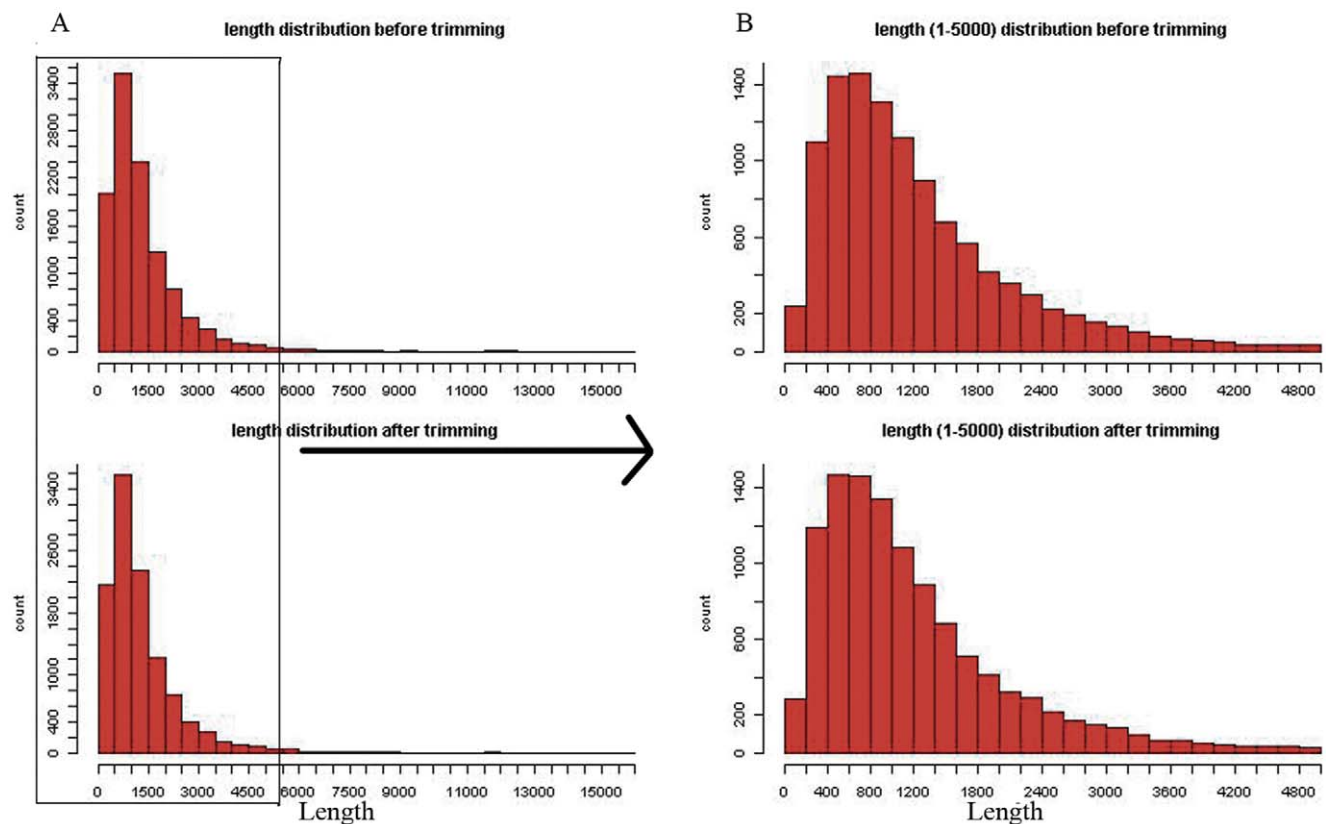 A
length distribution before trimming
count
3400
2800
2200
1600
1000
400
0
0 1500 3000 4500 6000 7500 9000 11000 13000 15000
length distribution after trimming
count
3400
2600
1800
1000
400
0
0 1500 3000 4500 6000 7500 9000 11000 13000 15000
Length
B
length (1-5000) distribution before trimming
count
1400
1000
600
200
0
0 400 800 1200 1800 2400 3000 3600 4200 4800
length (1-5000) distribution after trimming
count
1400
1000
600
200
0
0 400 800 1200 1800 2400 3000 3600 4200 4800
Length